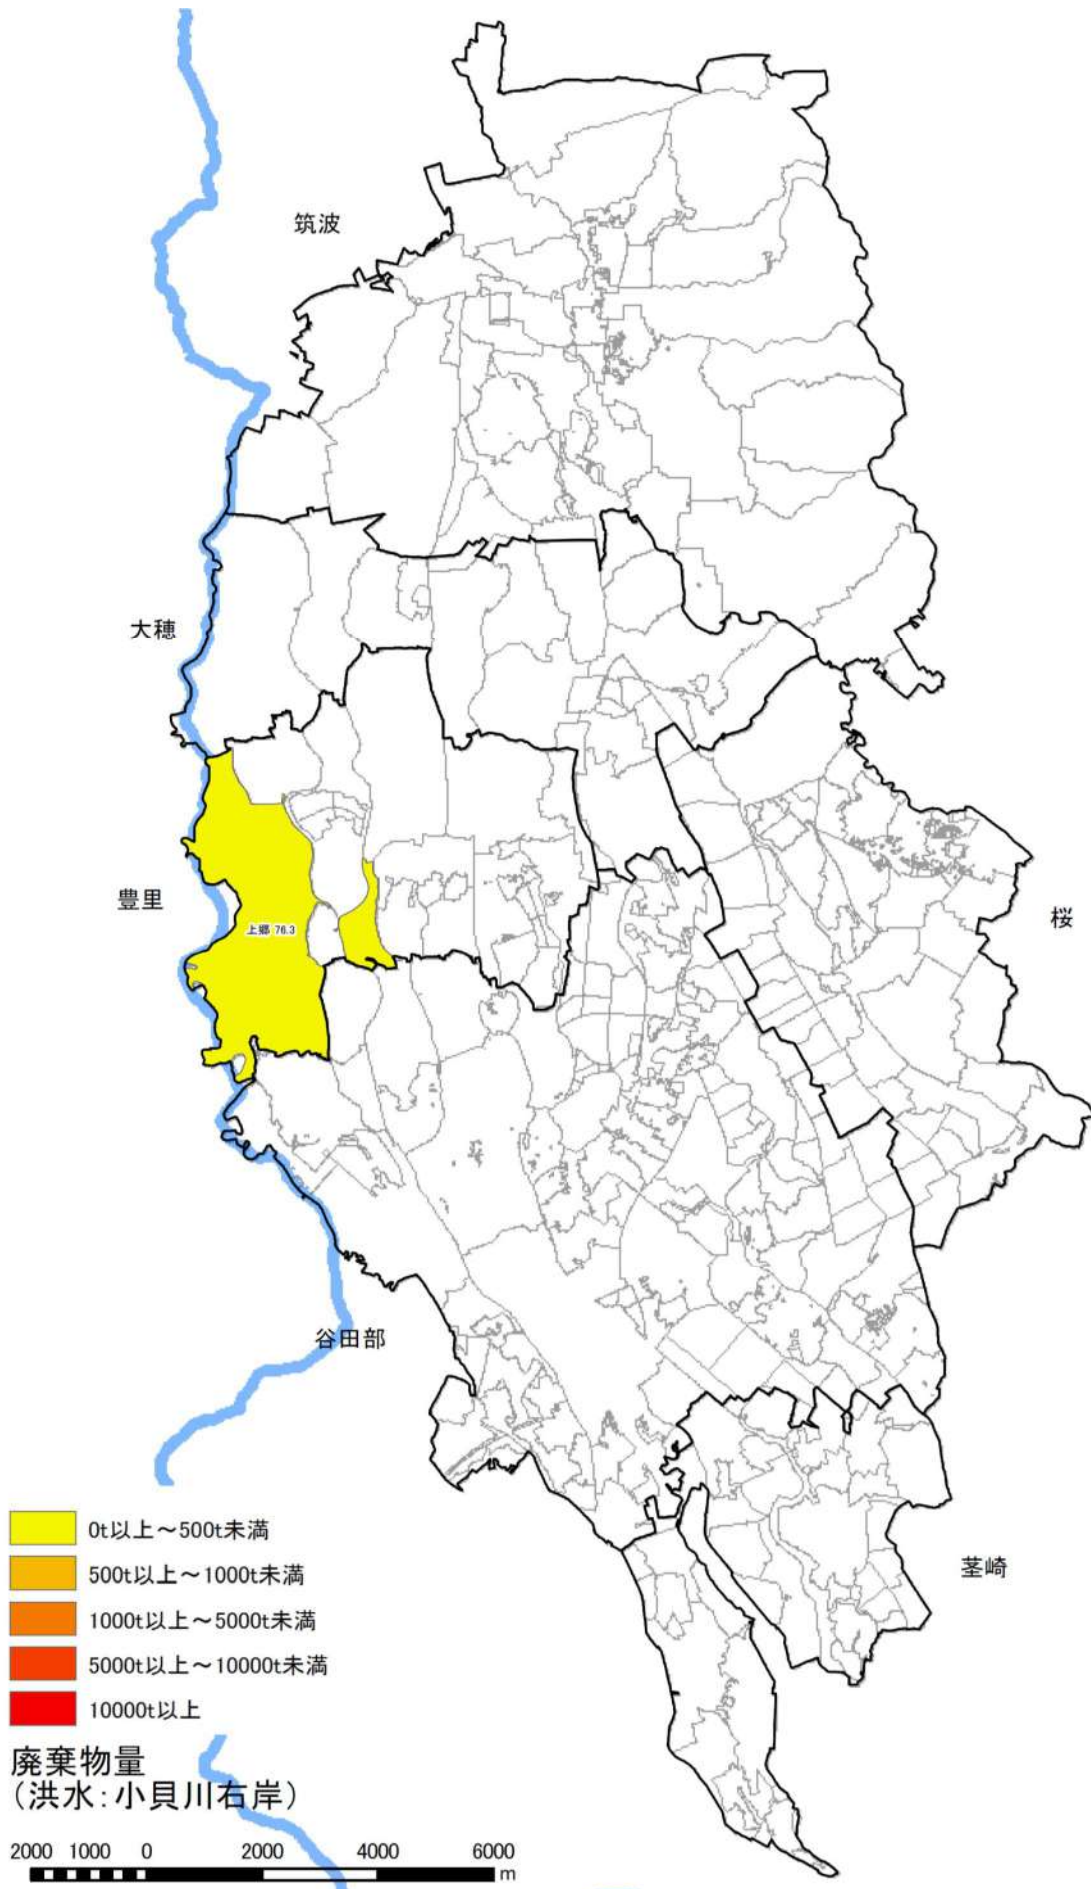 筑波
大穂
豊里
上郷 76.3
桜
谷田部
茎崎
0t以上～500t未満
500t以上～1000t未満
1000t以上～5000t未満
5000t以上～10000t未満
10000t以上
廃棄物量
（洪水：小貝川右岸）
2000 1000 0 2000 4000 6000
m